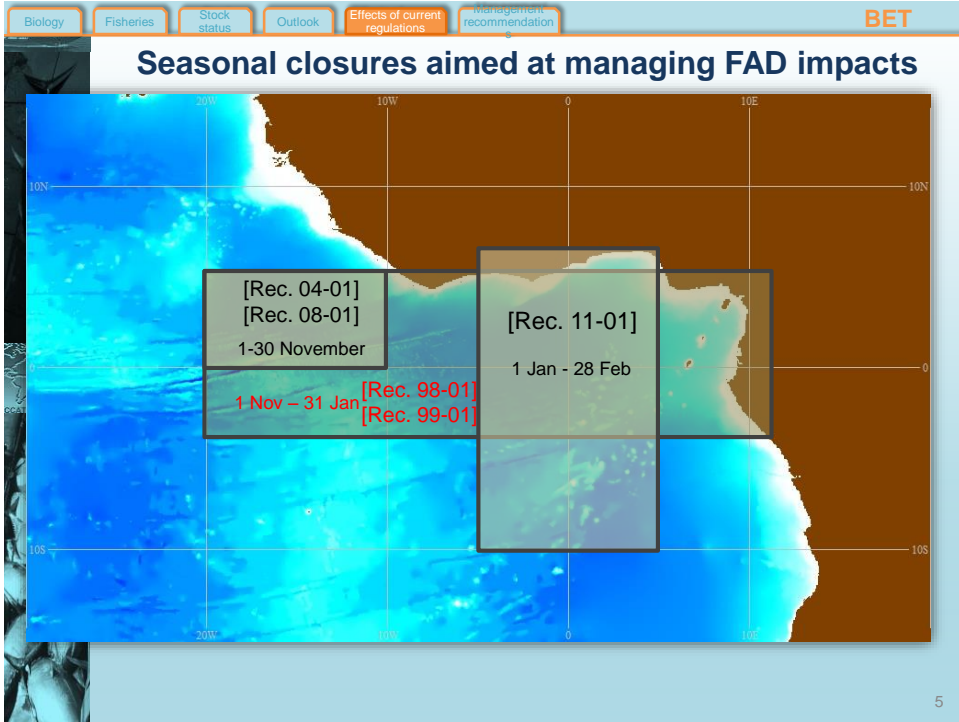 Biology
Fisheries
Stock
status
Outlook
Effects of current
regulations
Management
recommendation
s
BET
Seasonal closures aimed at managing FAD impacts
20W
10W
0
10E
10N
10N
[Rec. 04-01]
[Rec. 08-01]
1-30 November
[Rec. 11-01]
1 Jan - 28 Feb
0
0
1 Nov – 31 Jan
[Rec. 98-01]
[Rec. 99-01]
10S
10S
20W
10W
0
10E
5